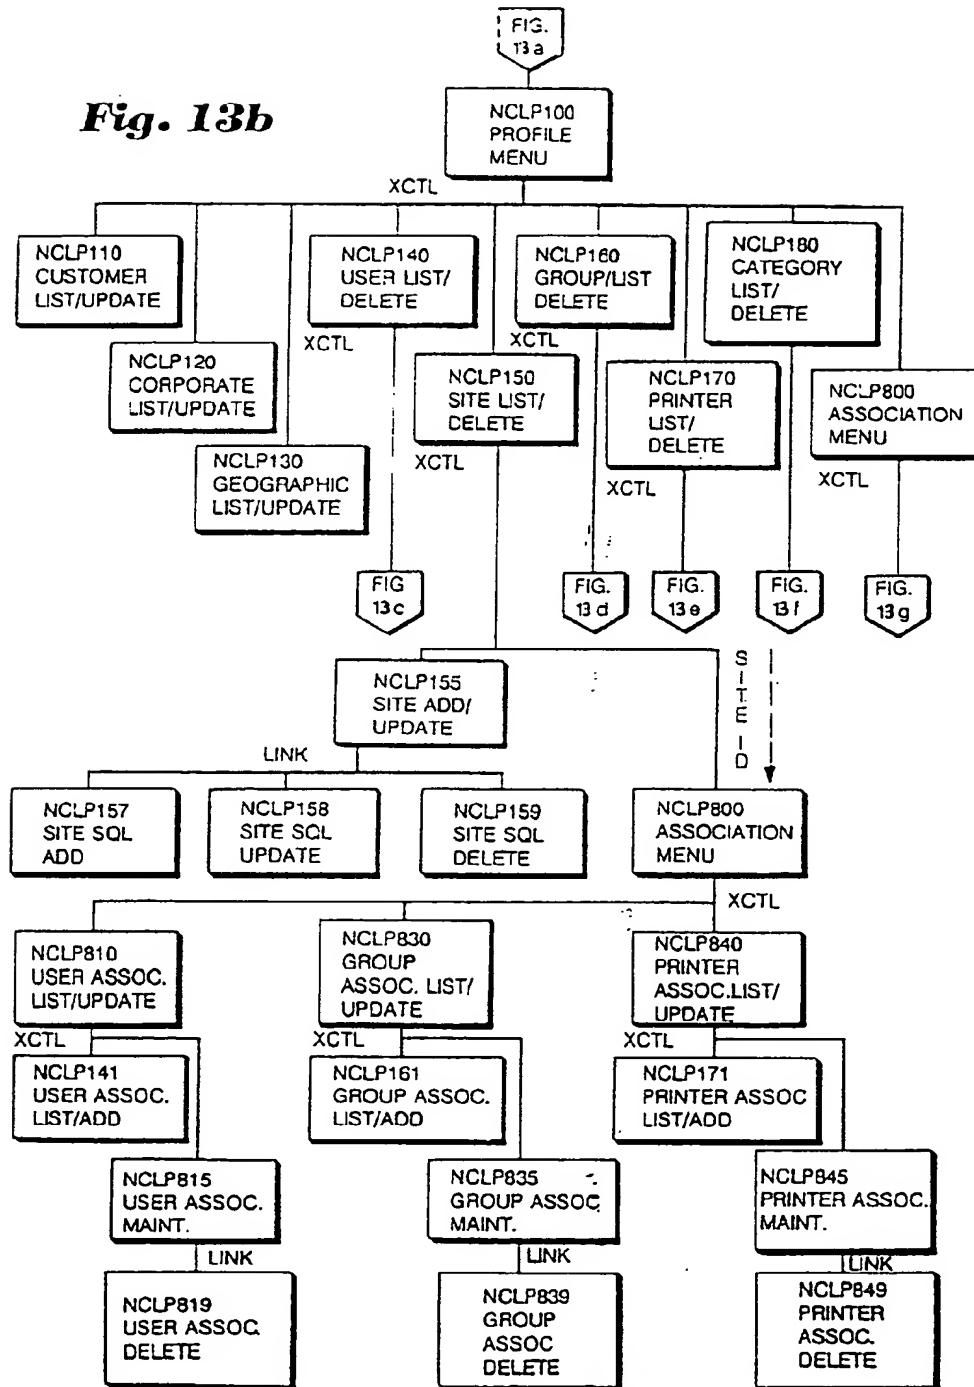 FIG.
13a
Fig. 13b
NCLP100
PROFILE
MENU
XCTL
NCLP110
CUSTOMER
LIST/UPDATE
NCLP140
USER LIST/
DELETE
NCLP160
GROUP/LIST
DELETE
NCLP180
CATEGORY
LIST/
DELETE
XCTL
XCTL
NCLP120
CORPORATE
LIST/UPDATE
NCLP150
SITE LIST/
DELETE
NCLP170
PRINTER
LIST/
DELETE
NCLP800
ASSOCIATION
MENU
NCLP130
GEOGRAPHIC
LIST/UPDATE
XCTL
XCTL
XCTL
FIG
13c
FIG.
13d
FIG.
13e
FIG.
13f
FIG.
13g
NCLP155
SITE ADD/
UPDATE
SITE ID
LINK
NCLP157
SITE SQL
ADD
NCLP158
SITE SQL
UPDATE
NCLP159
SITE SQL
DELETE
NCLP800
ASSOCIATION
MENU
XCTL
NCLP810
USER ASSOC.
LIST/UPDATE
NCLP830
GROUP
ASSOC. LIST/
UPDATE
NCLP840
PRINTER
ASSOC.LIST/
UPDATE
XCTL
XCTL
XCTL
NCLP141
USER ASSOC.
LIST/ADD
NCLP161
GROUP ASSOC.
LIST/ADD
NCLP171
PRINTER ASSOC
LIST/ADD
NCLP815
USER ASSOC.
MAINT.
NCLP835
GROUP ASSOC,
MAINT.
NCLP845
PRINTER ASSOC.
MAINT.
LINK
LINK
LINK
NCLP819
USER ASSOC.
DELETE
NCLP839
GROUP
ASSOC
DELETE
NCLP849
PRINTER
ASSOC.
DELETE